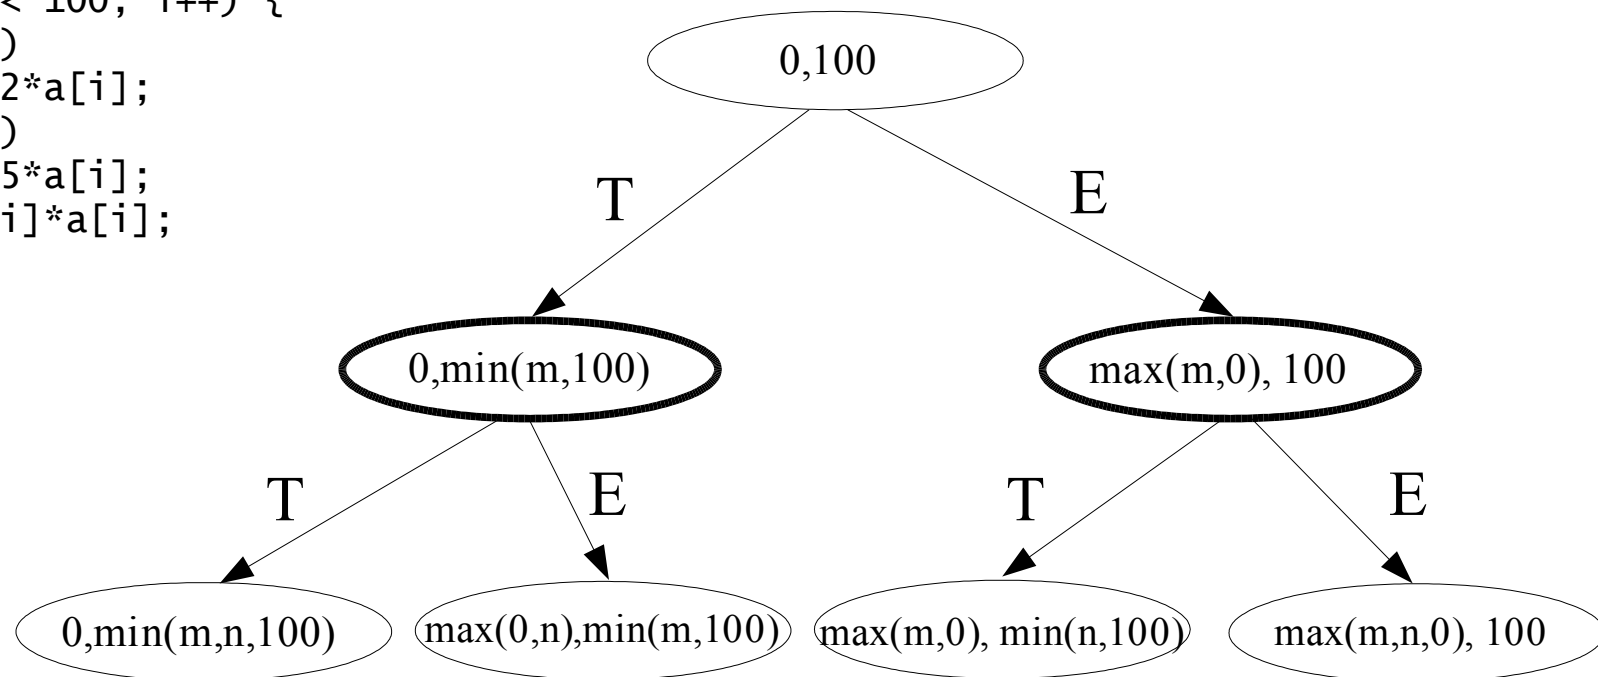 < 100; i++) {
)
2*a[i];
)
5*a[i];
i]*a[i];
0,100
T
E
0,min(m,100)
max(m,0), 100
T
E
T
E
0,min(m,n,100)
max(0,n),min(m,100)
max(m,0), min(n,100)
max(m,n,0), 100